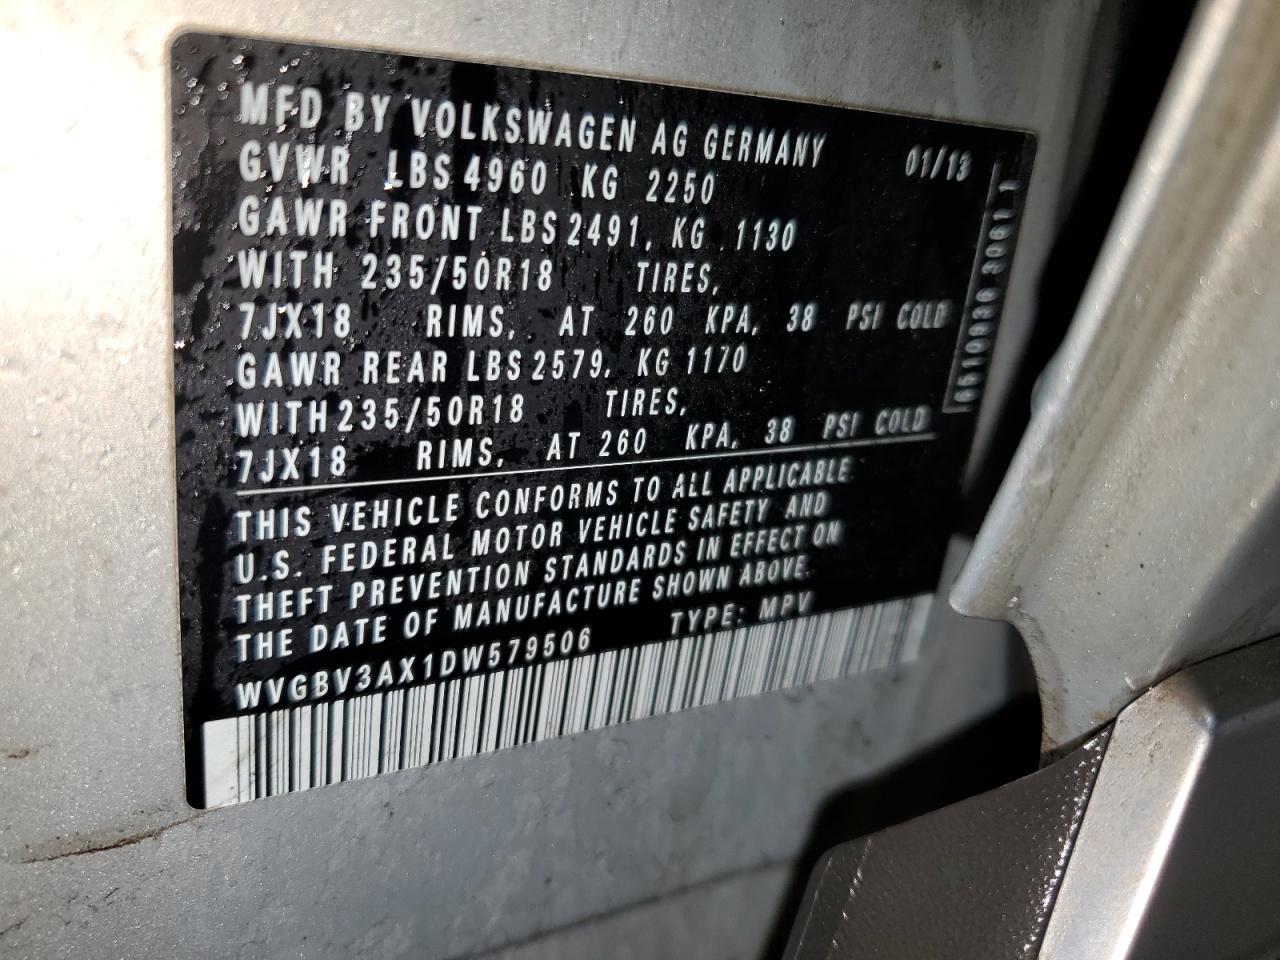 MFD BY VOLKSWAGEN AG GERMANY 01/13
GVWR LBS 4960 KG 2250
GAWR FRONT LBS 2491, KG 1130
WITH 235/50R18 TIRES,
7JX18 RIMS, AT 260 KPA, 38 PSI COLD
GAWR REAR LBS 2579, KG 1170
WITH 235/50R18 TIRES,
7JX18 RIMS, AT 260 KPA, 38 PSI COLD
THIS VEHICLE CONFORMS TO ALL APPLICABLE
U.S. FEDERAL MOTOR VEHICLE SAFETY AND
THEFT PREVENTION STANDARDS IN EFFECT ON
THE DATE OF MANUFACTURE SHOWN ABOVE.
WVGBV3AX1DW579506 TYPE: MPV